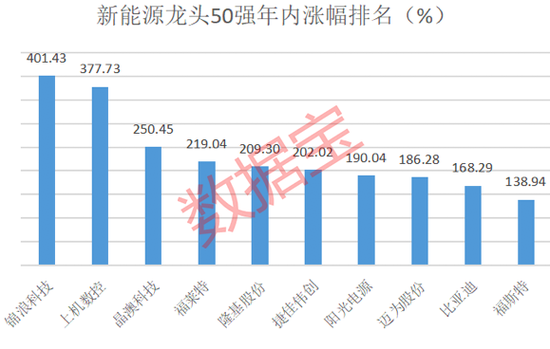 新能源龙头50强年内涨幅排名（%）
401.43
377.73
250.45
219.04
209.30
202.02
190.04
186.28
168.29
138.94
数据宝
锦浪科技
上机数控
晶澳科技
福莱特
隆基股份
捷佳伟创
阳光电源
迈为股份
比亚迪
福斯特